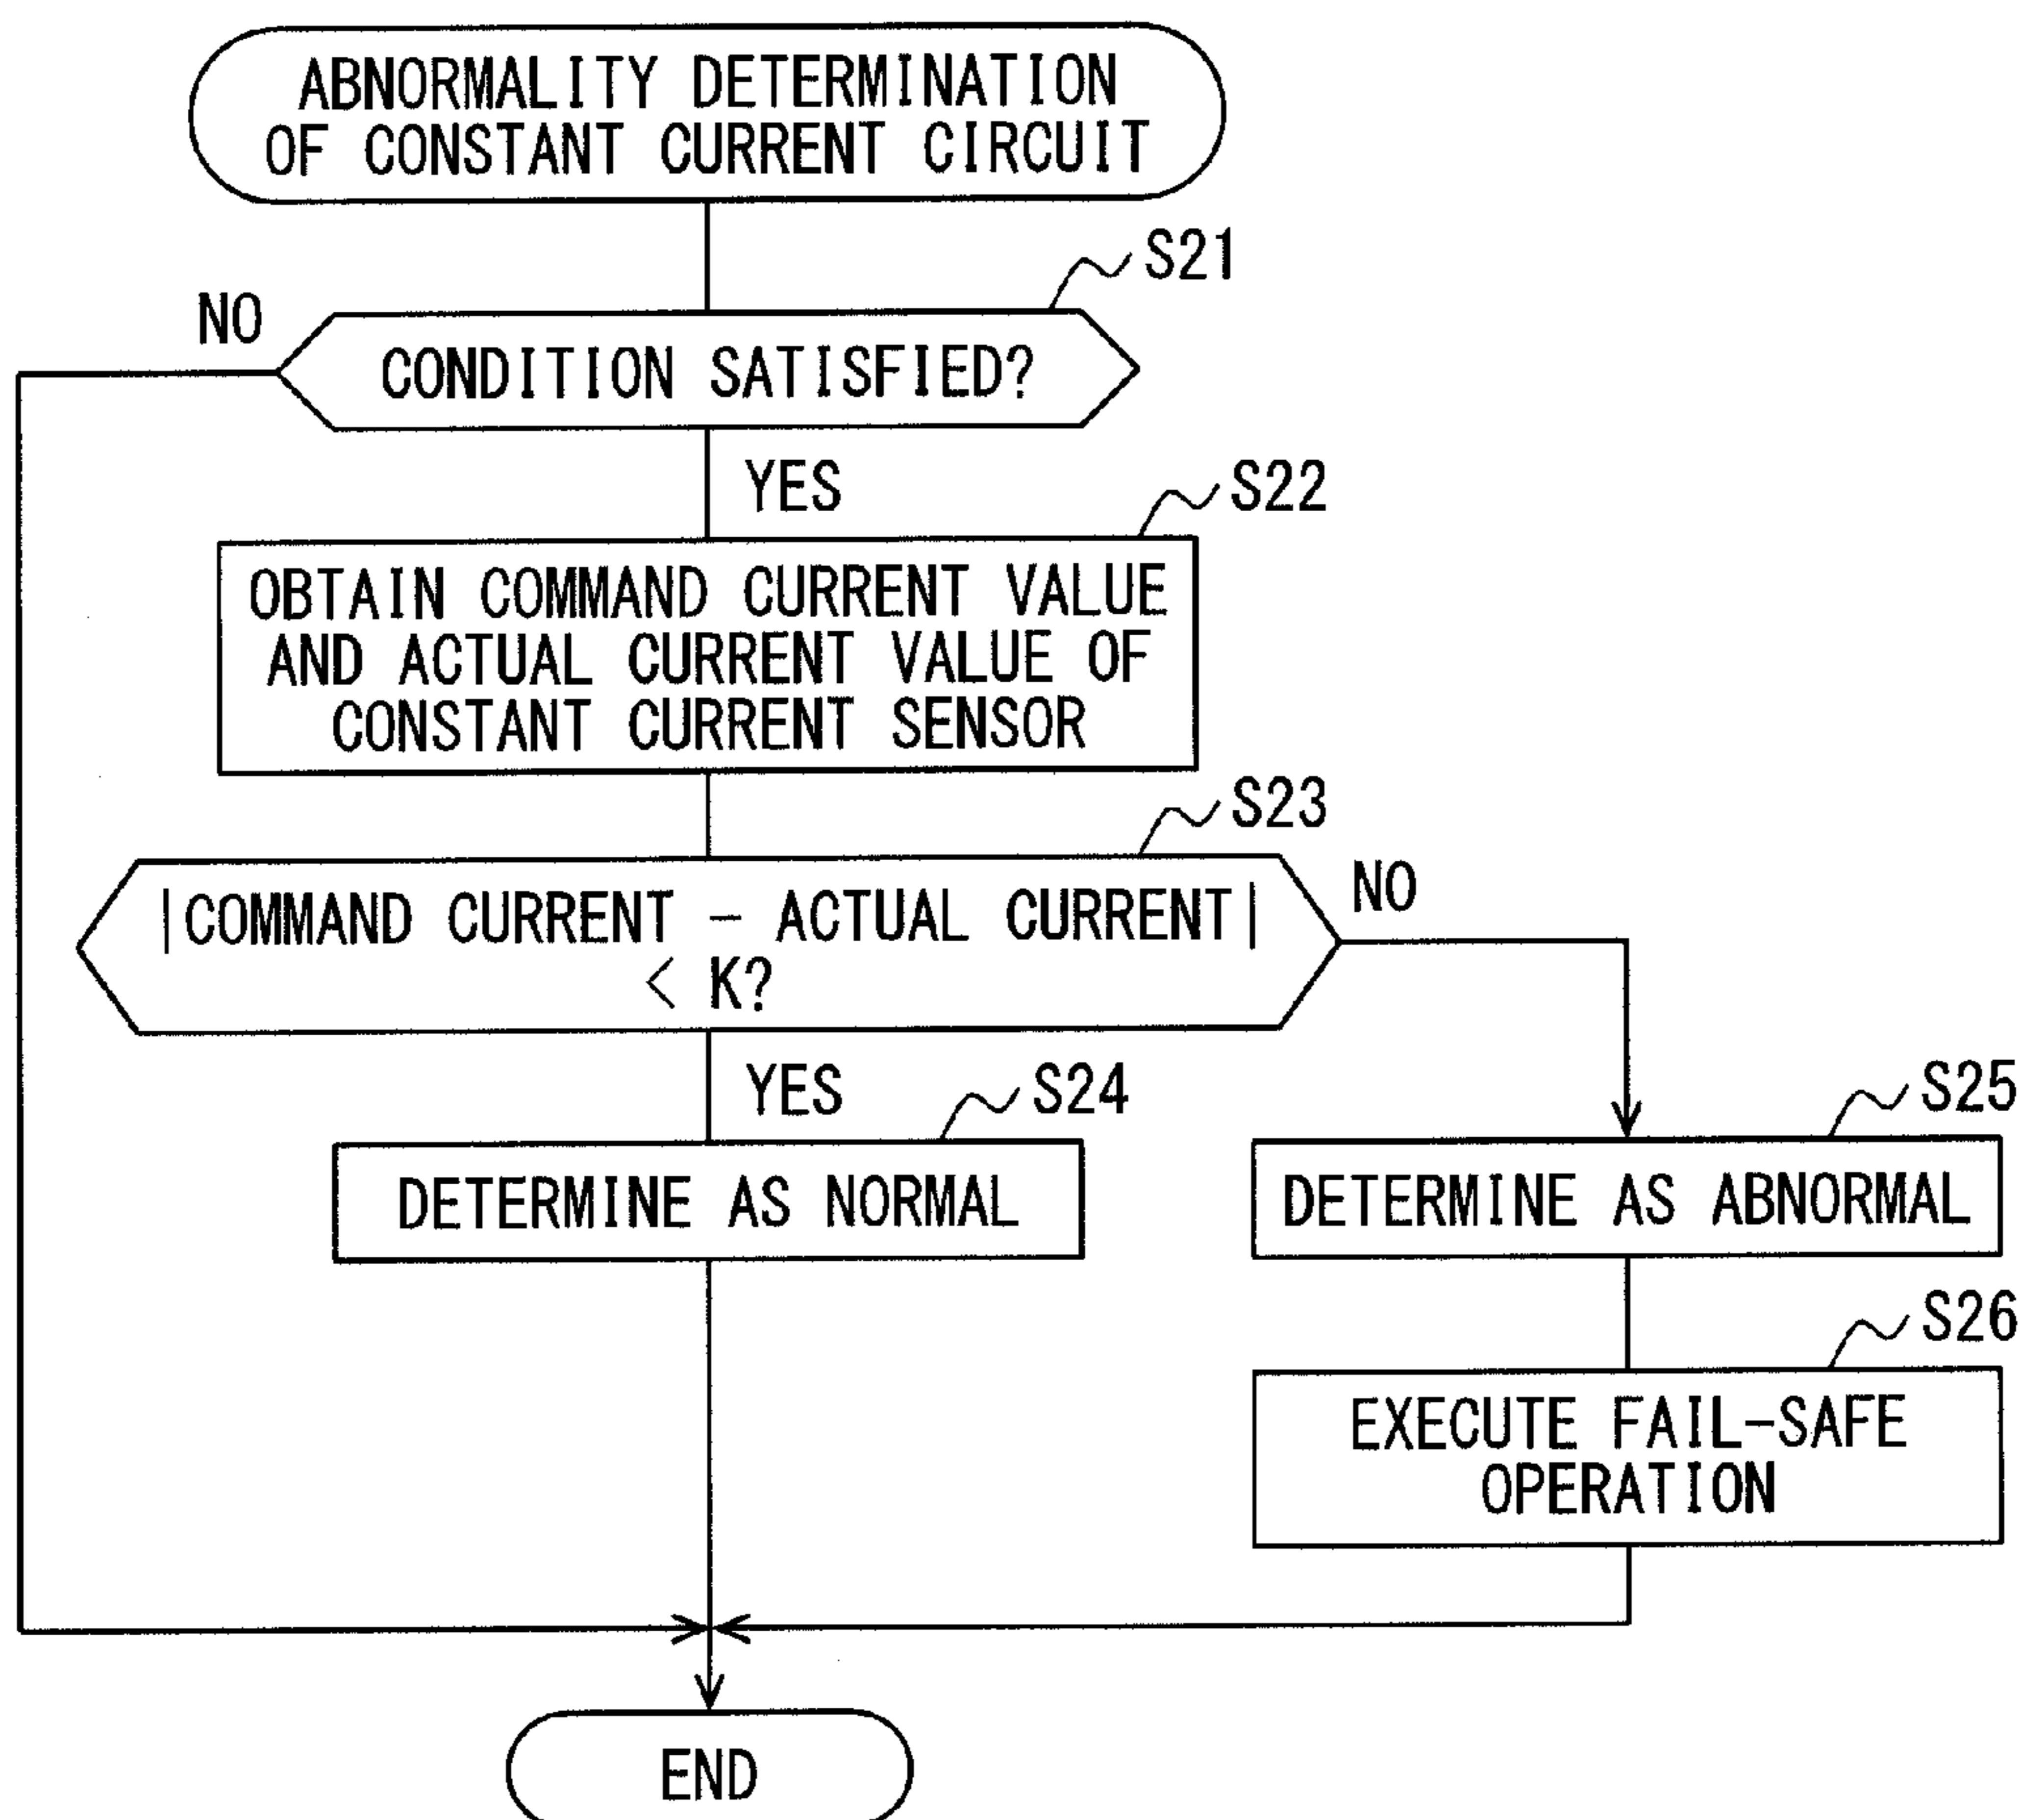 ABNORMALITY DETERMINATION
OF CONSTANT CURRENT CIRCUIT
S21
NO
CONDITION SATISFIED?
YES
S22
OBTAIN COMMAND CURRENT VALUE
AND ACTUAL CURRENT VALUE OF
CONSTANT CURRENT SENSOR
S23
|COMMAND CURRENT - ACTUAL CURRENT|
< K?
NO
YES
S24
DETERMINE AS NORMAL
S25
DETERMINE AS ABNORMAL
S26
EXECUTE FAIL-SAFE
OPERATION
END